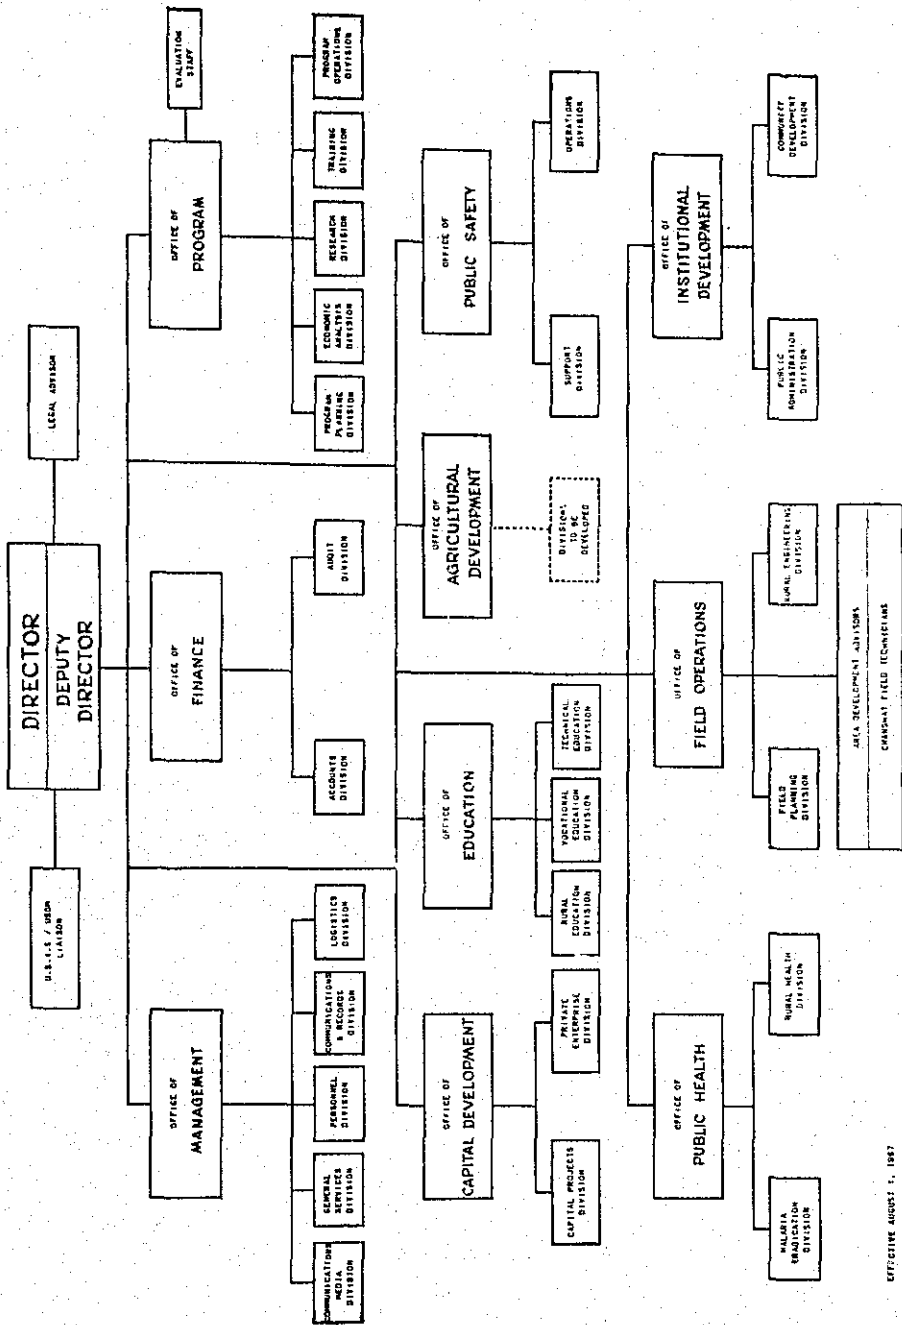 DIRECTOR
DEPUTY
DIRECTOR
U.S.I.S / USOM
LIAISON
LEGAL ADVISOR
OFFICE OF
MANAGEMENT
COMMUNICATIONS
MEDIA
DIVISION
GENERAL
SERVICES
DIVISION
PERSONNEL
DIVISION
COMMUNICATIONS
& RECORDS
DIVISION
LOGISTICS
DIVISION
OFFICE OF
FINANCE
ACCOUNTS
DIVISION
AUDIT
DIVISION
OFFICE OF
PROGRAM
EVALUATION
STAFF
PROGRAM
PLANNING
DIVISION
ECONOMIC
ANALYSIS
DIVISION
RESEARCH
DIVISION
TRAINING
DIVISION
PROGRAM
OPERATIONS
DIVISION
OFFICE OF
CAPITAL DEVELOPMENT
CAPITAL PROJECTS
DIVISION
PRIVATE
ENTERPRISE
DIVISION
OFFICE OF
EDUCATION
RURAL
EDUCATION
DIVISION
VOCATIONAL
EDUCATION
DIVISION
TECHNICAL
EDUCATION
DIVISION
OFFICE OF
AGRICULTURAL
DEVELOPMENT
DIVISIONS
TO BE
DEVELOPED
OFFICE OF
PUBLIC SAFETY
SUPPORT
DIVISION
OPERATIONS
DIVISION
OFFICE OF
PUBLIC HEALTH
MALARIA
ERADICATION
DIVISION
RURAL HEALTH
DIVISION
OFFICE OF
FIELD OPERATIONS
FIELD
PLANNING
DIVISION
RURAL ENGINEERING
DIVISION
AREA DEVELOPMENT ADVISORS
CHANGWAT FIELD TECHNICIANS
OFFICE OF
INSTITUTIONAL
DEVELOPMENT
PUBLIC
ADMINISTRATION
DIVISION
COMMUNITY
DEVELOPMENT
DIVISION
EFFECTIVE AUGUST 1, 1967